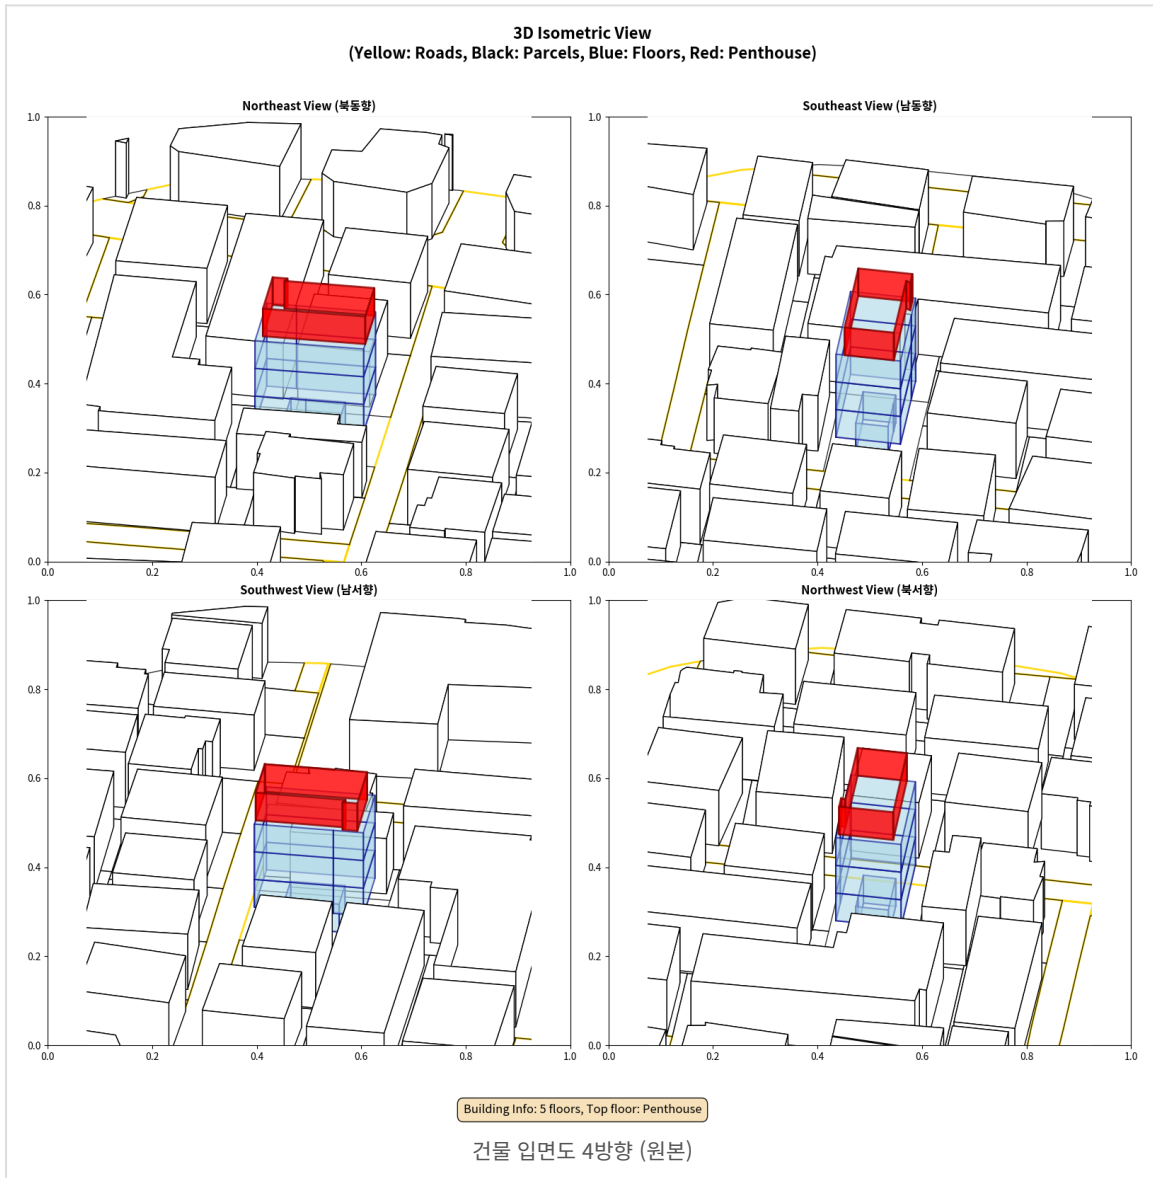 3D Isometric View
(Yellow: Roads, Black: Parcels, Blue: Floors, Red: Penthouse)
Northeast View (북동향)
1.0
0.8
0.6
0.4
0.2
0.0
0.0 0.2 0.4 0.6 0.8 1.0
Southeast View (남동향)
1.0
0.8
0.6
0.4
0.2
0.0
0.0 0.2 0.4 0.6 0.8 1.0
Southwest View (남서향)
1.0
0.8
0.6
0.4
0.2
0.0
0.0 0.2 0.4 0.6 0.8 1.0
Northwest View (북서향)
1.0
0.8
0.6
0.4
0.2
0.0
0.0 0.2 0.4 0.6 0.8 1.0
Building Info: 5 floors, Top floor: Penthouse
건물 입면도 4방향 (원본)